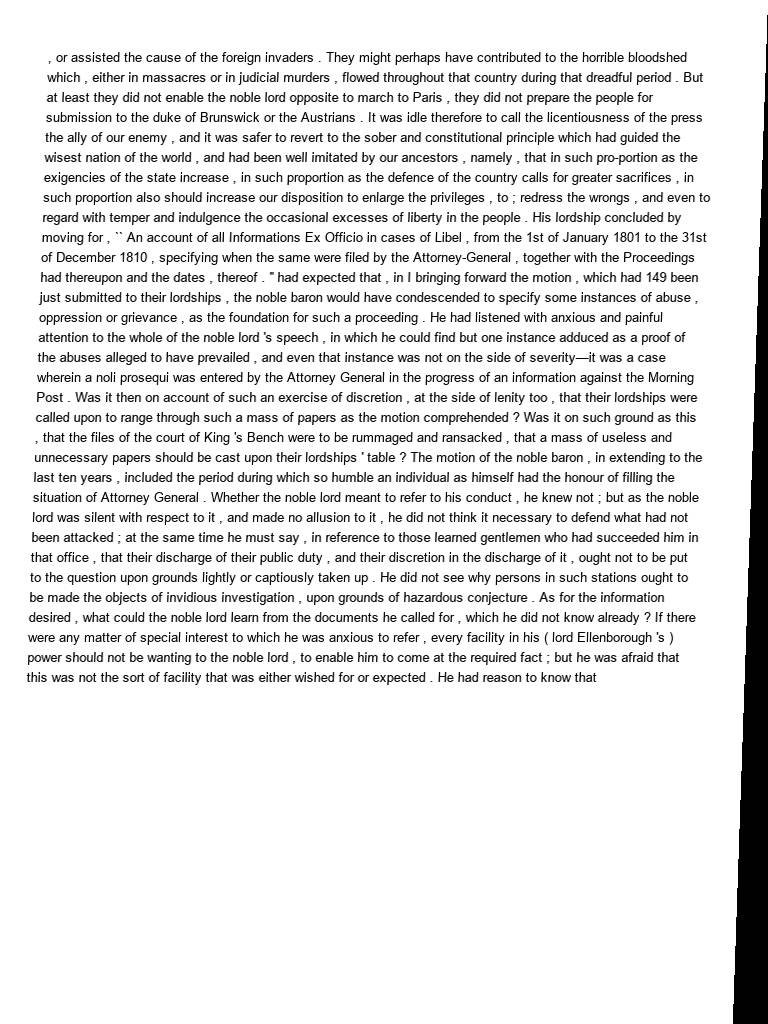 , or assisted the cause of the foreign invaders . They might perhaps have contributed to the horrible bloodshed
which , either in massacres or in judicial murders , flowed throughout that country during that dreadful period . But
at least they did not enable the noble lord opposite to march to Paris , they did not prepare the people for
submission to the duke of Brunswick or the Austrians . It was idle therefore to call the licentiousness of the press
the ally of our enemy , and it was safer to revert to the sober and constitutional principle which had guided the
wisest nation of the world , and had been well imitated by our ancestors , namely , that in such pro-portion as the
exigencies of the state increase , in such proportion as the defence of the country calls for greater sacrifices , in
such proportion also should increase our disposition to enlarge the privileges , to ; redress the wrongs , and even to
regard with temper and indulgence the occasional excesses of liberty in the people . His lordship concluded by
moving for , `` An account of all Informations Ex Officio in cases of Libel , from the 1st of January 1801 to the 31st
of December 1810 , specifying when the same were filed by the Attorney-General , together with the Proceedings
had thereupon and the dates , thereof . " had expected that , in I bringing forward the motion , which had 149 been
just submitted to their lordships , the noble baron would have condescended to specify some instances of abuse ,
oppression or grievance , as the foundation for such a proceeding . He had listened with anxious and painful
attention to the whole of the noble lord 's speech , in which he could find but one instance adduced as a proof of
the abuses alleged to have prevailed , and even that instance was not on the side of severity—it was a case
wherein a noli prosequi was entered by the Attorney General in the progress of an information against the Morning
Post . Was it then on account of such an exercise of discretion , at the side of lenity too , that their lordships were
called upon to range through such a mass of papers as the motion comprehended ? Was it on such ground as this
, that the files of the court of King 's Bench were to be rummaged and ransacked , that a mass of useless and
unnecessary papers should be cast upon their lordships ' table ? The motion of the noble baron , in extending to the
last ten years , included the period during which so humble an individual as himself had the honour of filling the
situation of Attorney General . Whether the noble lord meant to refer to his conduct , he knew not ; but as the noble
lord was silent with respect to it , and made no allusion to it , he did not think it necessary to defend what had not
been attacked ; at the same time he must say , in reference to those learned gentlemen who had succeeded him in
that office , that their discharge of their public duty , and their discretion in the discharge of it , ought not to be put
to the question upon grounds lightly or captiously taken up . He did not see why persons in such stations ought to
be made the objects of invidious investigation , upon grounds of hazardous conjecture . As for the information
desired , what could the noble lord learn from the documents he called for , which he did not know already ? If there
were any matter of special interest to which he was anxious to refer , every facility in his ( lord Ellenborough 's )
power should not be wanting to the noble lord , to enable him to come at the required fact ; but he was afraid that
this was not the sort of facility that was either wished for or expected . He had reason to know that